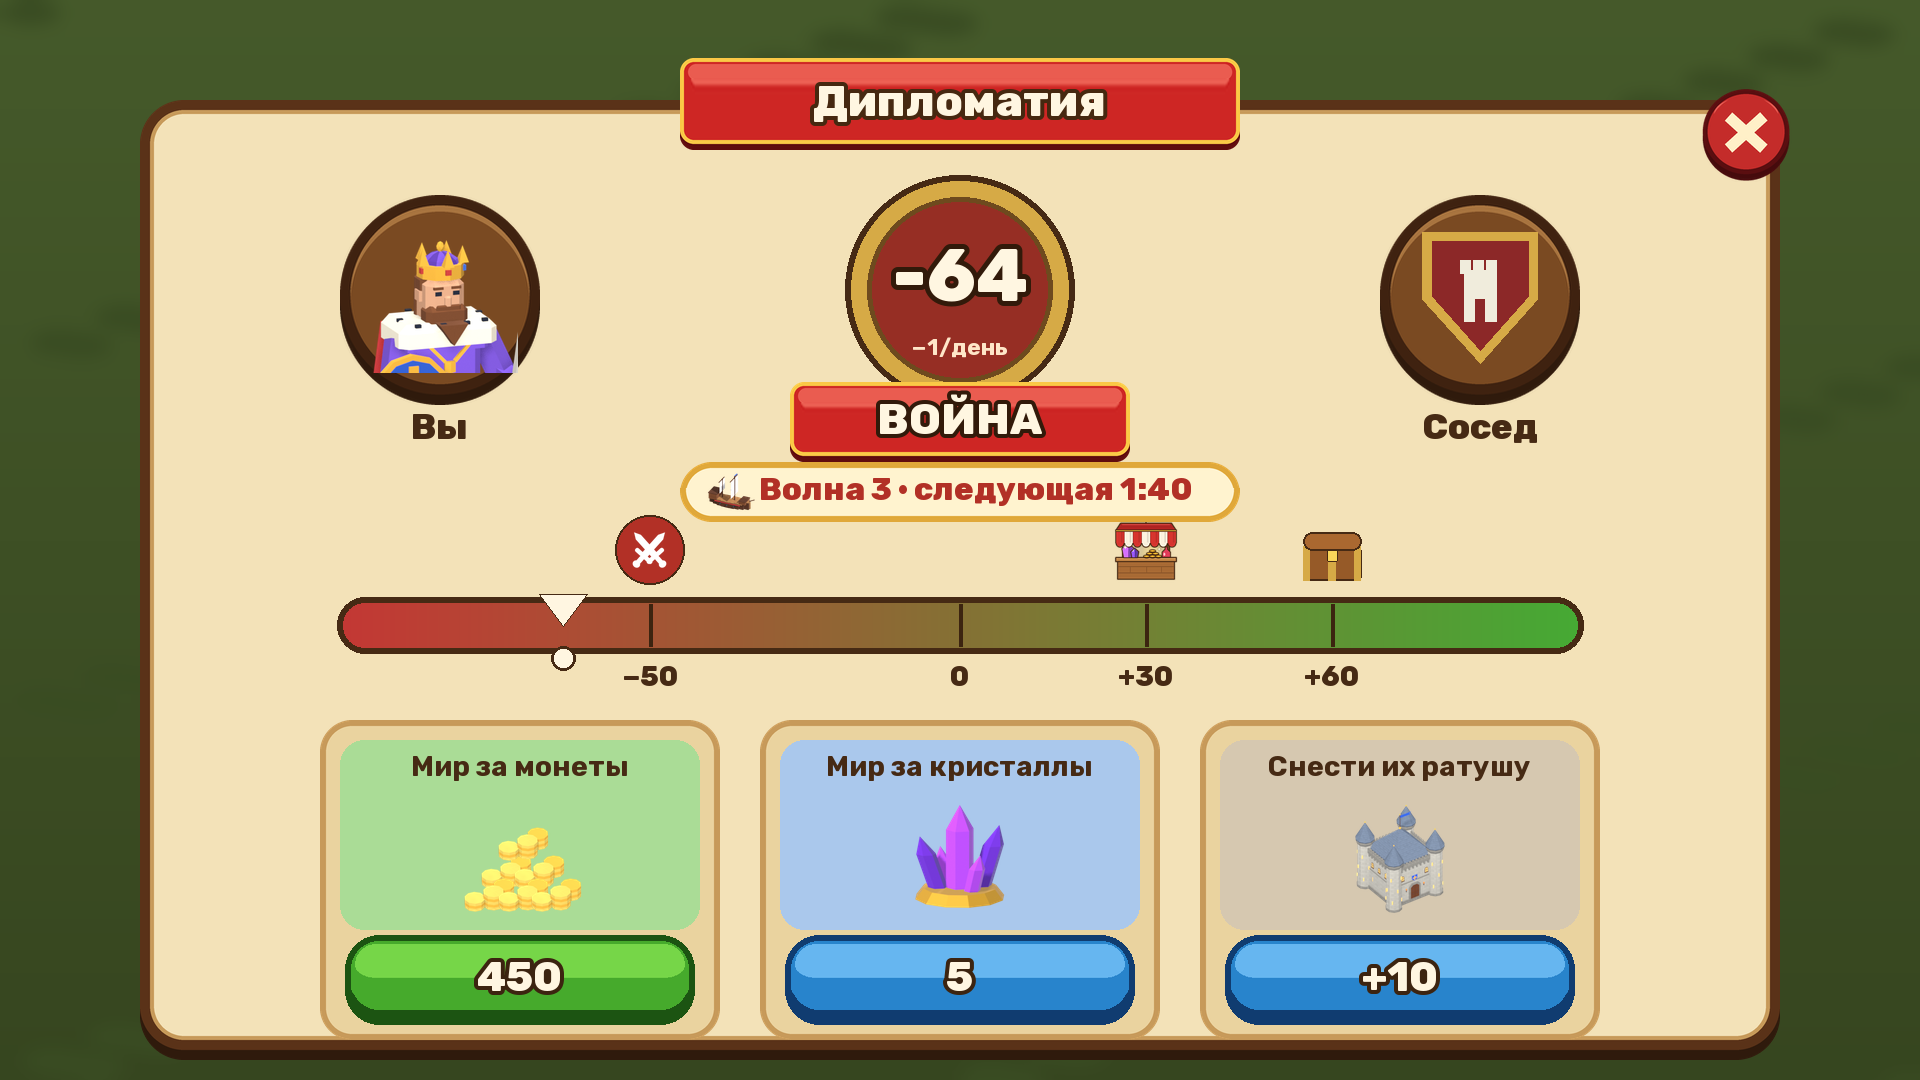 Дипломатия
-64
−1/день
Вы
ВОЙНА
Сосед
Волна 3 • следующая 1:40
−50
0
+30
+60
Мир за монеты
Мир за кристаллы
Снести их ратушу
450
5
+10